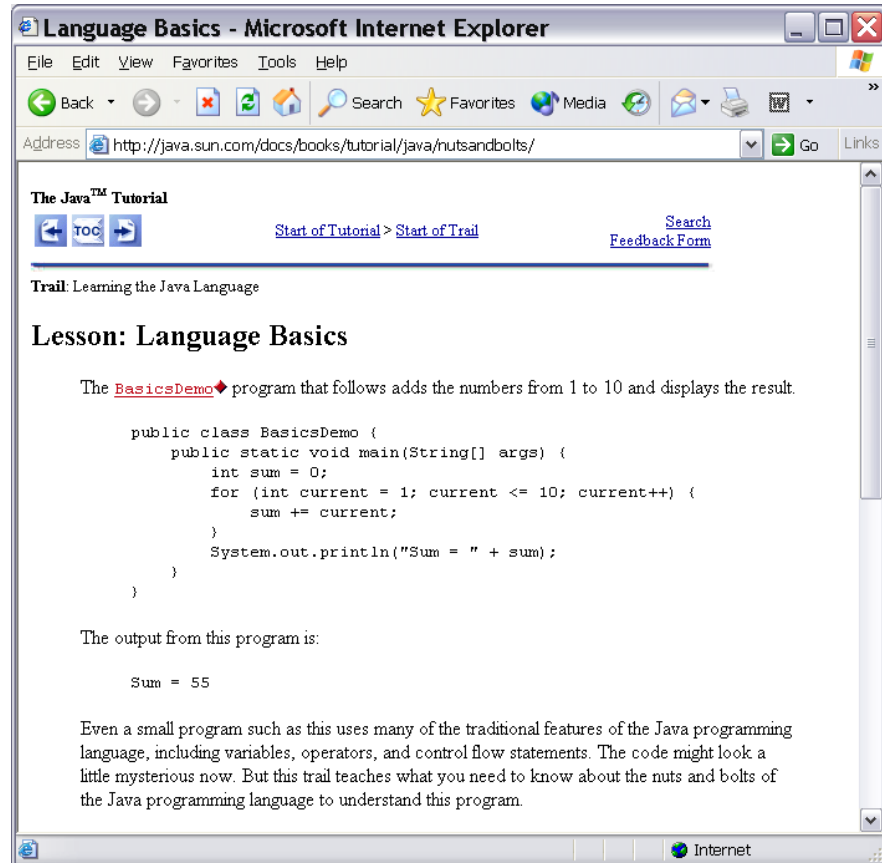 Language Basics - Microsoft Internet Explorer
File Edit View Favorites Tools Help
Back Search Favorites Media W »
Address http://java.sun.com/docs/books/tutorial/java/nutsandbolts/ Go Links
The Java™ Tutorial
TOC Start of Tutorial > Start of Trail Search
Feedback Form
Trail: Learning the Java Language
Lesson: Language Basics
The BasicsDemo program that follows adds the numbers from 1 to 10 and displays the result.
public class BasicsDemo {
    public static void main(String[] args) {
        int sum = 0;
        for (int current = 1; current <= 10; current++) {
            sum += current;
        }
        System.out.println("Sum = " + sum);
    }
}
The output from this program is:
Sum = 55
Even a small program such as this uses many of the traditional features of the Java programming
language, including variables, operators, and control flow statements. The code might look a
little mysterious now. But this trail teaches what you need to know about the nuts and bolts of
the Java programming language to understand this program.
Internet